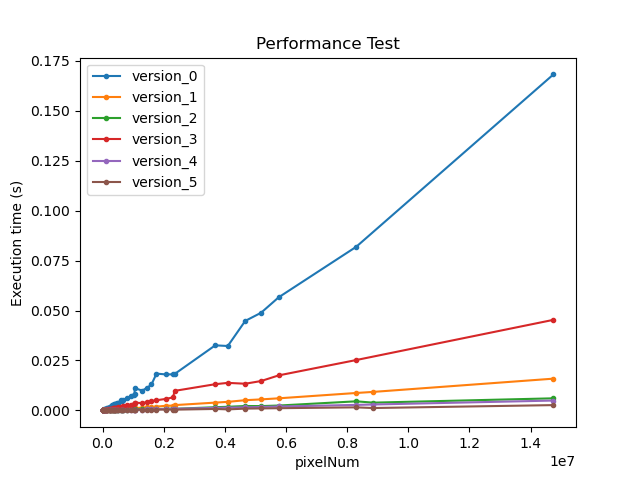 Performance Test
version_0
version_1
version_2
version_3
version_4
version_5
Execution time (s)
0.175
0.150
0.125
0.100
0.075
0.050
0.025
0.000
0.0 0.2 0.4 0.6 0.8 1.0 1.2 1.4
1e7
pixelNum